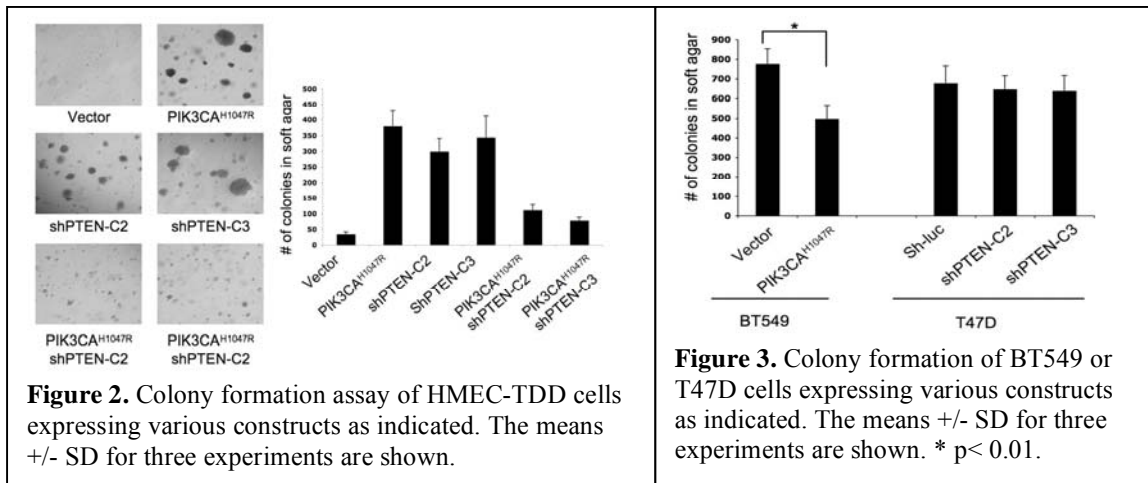 Vector
PIK3CA^H1047R
shPTEN-C2
shPTEN-C3
PIK3CA^H1047R
shPTEN-C2
PIK3CA^H1047R
shPTEN-C2
# of colonies in soft agar
500
450
400
350
300
250
200
150
100
50
0
Vector
PIK3CA^H1047R
shPTEN-C2
ShPTEN-C3
PIK3CA^H1047R
shPTEN-C2
PIK3CA^H1047R
shPTEN-C3
Figure 2. Colony formation assay of HMEC-TDD cells
expressing various constructs as indicated. The means
+/- SD for three experiments are shown.
# of colonies in soft agar
900
800
700
600
500
400
300
200
100
0
*
Vector
PIK3CA^H1047R
Sh-luc
shPTEN-C2
shPTEN-C3
BT549
T47D
Figure 3. Colony formation of BT549 or
T47D cells expressing various constructs
as indicated. The means +/- SD for three
experiments are shown. * p< 0.01.